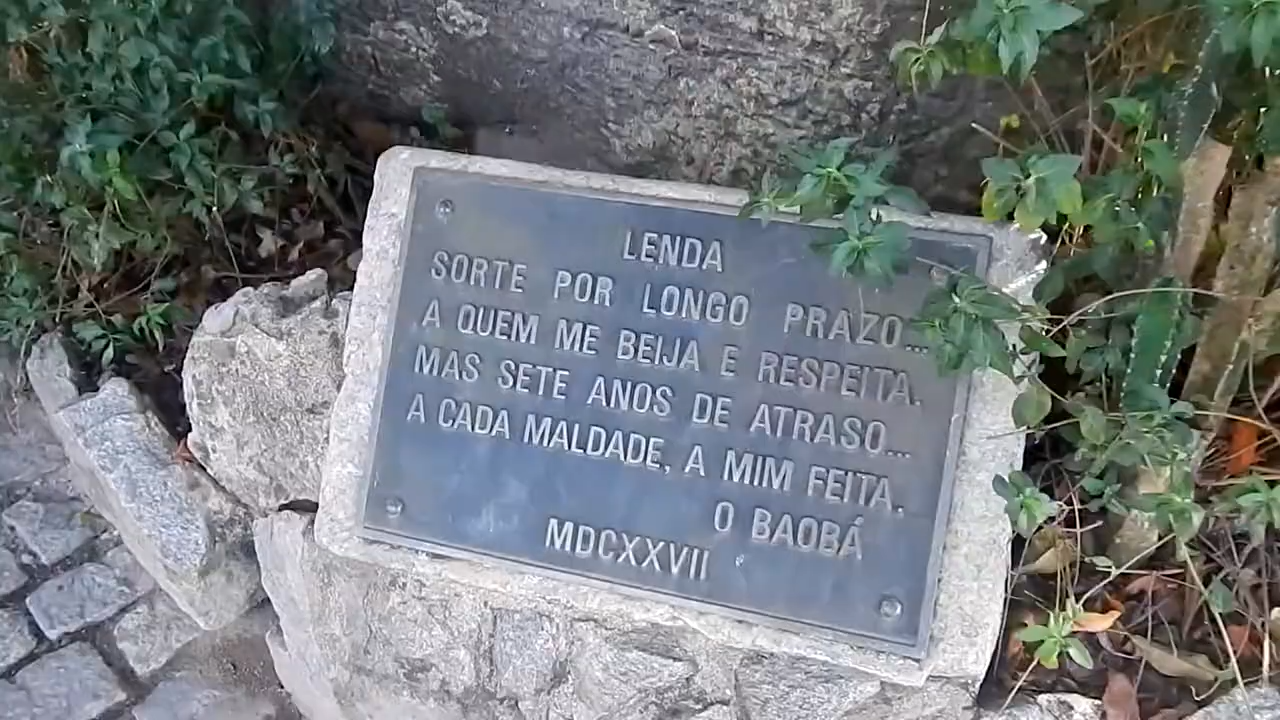 LENDA
SORTE POR LONGO PRAZO...
A QUEM ME BEIJA E RESPEITA.
MAS SETE ANOS DE ATRASO...
A CADA MALDADE, A MIM FEITA.
O BAOBÁ
MDCXXVII